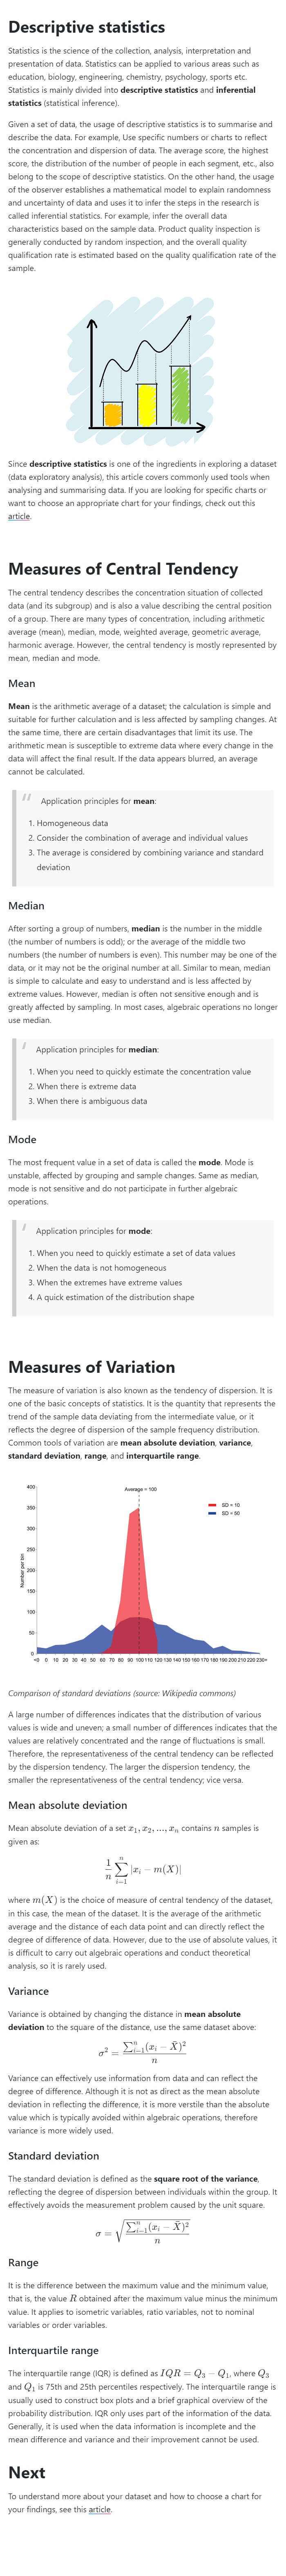 Descriptive statistics
Statistics is the science of the collection, analysis, interpretation and
presentation of data. Statistics can be applied to various areas such as
education, biology, engineering, chemistry, psychology, sports etc.
Statistics is mainly divided into descriptive statistics and inferential
statistics (statistical inference).
Given a set of data, the usage of descriptive statistics is to summarise and
describe the data. For example, Use specific numbers or charts to reflect
the concentration and dispersion of data. The average score, the highest
score, the distribution of the number of people in each segment, etc., also
belong to the scope of descriptive statistics. On the other hand, the usage
of the observer establishes a mathematical model to explain randomness
and uncertainty of data and uses it to infer the steps in the research is
called inferential statistics. For example, infer the overall data
characteristics based on the sample data. Product quality inspection is
generally conducted by random inspection, and the overall quality
qualification rate is estimated based on the quality qualification rate of the
sample.
Since descriptive statistics is one of the ingredients in exploring a dataset
(data exploratory analysis), this article covers commonly used tools when
analysing and summarising data. If you are looking for specific charts or
want to choose an appropriate chart for your findings, check out this
article.
Measures of Central Tendency
The central tendency describes the concentration situation of collected
data (and its subgroup) and is also a value describing the central position
of a group. There are many types of concentration, including arithmetic
average (mean), median, mode, weighted average, geometric average,
harmonic average. However, the central tendency is mostly represented by
mean, median and mode.
Mean
Mean is the arithmetic average of a dataset; the calculation is simple and
suitable for further calculation and is less affected by sampling changes. At
the same time, there are certain disadvantages that limit its use. The
arithmetic mean is susceptible to extreme data where every change in the
data will affect the final result. If the data appears blurred, an average
cannot be calculated.
Application principles for mean:
1. Homogeneous data
2. Consider the combination of average and individual values
3. The average is considered by combining variance and standard
deviation
Median
After sorting a group of numbers, median is the number in the middle
(the number of numbers is odd); or the average of the middle two
numbers (the number of numbers is even). This number may be one of the
data, or it may not be the original number at all. Similar to mean, median
is simple to calculate and easy to understand and is less affected by
extreme values. However, median is often not sensitive enough and is
greatly affected by sampling. In most cases, algebraic operations no longer
use median.
Application principles for median:
1. When you need to quickly estimate the concentration value
2. When there is extreme data
3. When there is ambiguous data
Mode
The most frequent value in a set of data is called the mode. Mode is
unstable, affected by grouping and sample changes. Same as median,
mode is not sensitive and do not participate in further algebraic
operations.
Application principles for mode:
1. When you need to quickly estimate a set of data values
2. When the data is not homogeneous
3. When the extremes have extreme values
4. A quick estimation of the distribution shape
Measures of Variation
The measure of variation is also known as the tendency of dispersion. It is
one of the basic concepts of statistics. It is the quantity that represents the
trend of the sample data deviating from the intermediate value, or it
reflects the degree of dispersion of the sample frequency distribution.
Common tools of variation are mean absolute deviation, variance,
standard deviation, range, and interquartile range.
Average = 100
SD = 10
SD = 50
Number per bin
400
350
300
250
200
150
100
50
0
<0 0 10 20 30 40 50 60 70 80 90 100 110 120 130 140 150 160 170 180 190 200 210 220 230+
Comparison of standard deviations (source: Wikipedia commons)
A large number of differences indicates that the distribution of various
values is wide and uneven; a small number of differences indicates that the
values are relatively concentrated and the range of fluctuations is small.
Therefore, the representativeness of the central tendency can be reflected
by the dispersion tendency. The larger the dispersion tendency, the
smaller the representativeness of the central tendency; vice versa.
Mean absolute deviation
Mean absolute deviation of a set x₁, x₂, ..., xₙ contains n samples is
given as:
1/n ∑ⁿᵢ₌₁ |xᵢ − m(X)|
where m(X) is the choice of measure of central tendency of the dataset,
in this case, the mean of the dataset. It is the average of the arithmetic
average and the distance of each data point and can directly reflect the
degree of difference of data. However, due to the use of absolute values, it
is difficult to carry out algebraic operations and conduct theoretical
analysis, so it is rarely used.
Variance
Variance is obtained by changing the distance in mean absolute
deviation to the square of the distance, use the same dataset above:
σ² = ∑ⁿᵢ₌₁(xᵢ − X̄)² / n
Variance can effectively use information from data and can reflect the
degree of difference. Although it is not as direct as the mean absolute
deviation in reflecting the difference, it is more verstile than the absolute
value which is typically avoided within algebraic operations, therefore
variance is more widely used.
Standard deviation
The standard deviation is defined as the square root of the variance,
reflecting the degree of dispersion between individuals within the group. It
effectively avoids the measurement problem caused by the unit square.
σ = √(∑ⁿᵢ₌₁(xᵢ − X̄)² / n)
Range
It is the difference between the maximum value and the minimum value,
that is, the value R obtained after the maximum value minus the minimum
value. It applies to isometric variables, ratio variables, not to nominal
variables or order variables.
Interquartile range
The interquartile range (IQR) is defined as IQR = Q₃ − Q₁, where Q₃
and Q₁ is 75th and 25th percentiles respectively. The interquartile range is
usually used to construct box plots and a brief graphical overview of the
probability distribution. IQR only uses part of the information of the data.
Generally, it is used when the data information is incomplete and the
mean difference and variance and their improvement cannot be used.
Next
To understand more about your dataset and how to choose a chart for
your findings, see this article.